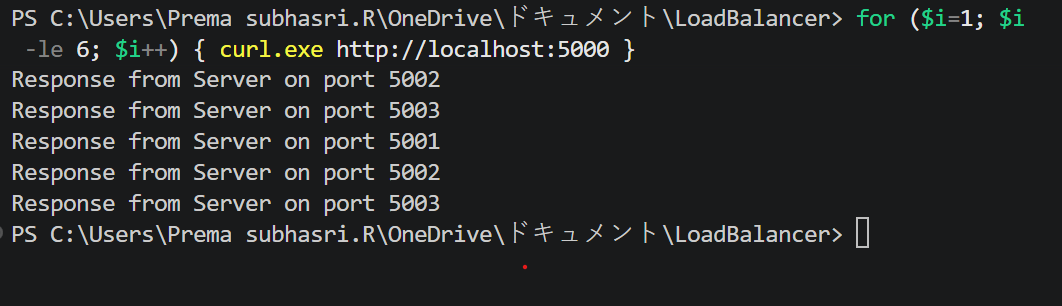 PS C:\Users\Prema subhasri.R\OneDrive\ドキュメント\LoadBalancer> for ($i=1; $i
-le 6; $i++) { curl.exe http://localhost:5000 }
Response from Server on port 5002
Response from Server on port 5003
Response from Server on port 5001
Response from Server on port 5002
Response from Server on port 5003
PS C:\Users\Prema subhasri.R\OneDrive\ドキュメント\LoadBalancer>